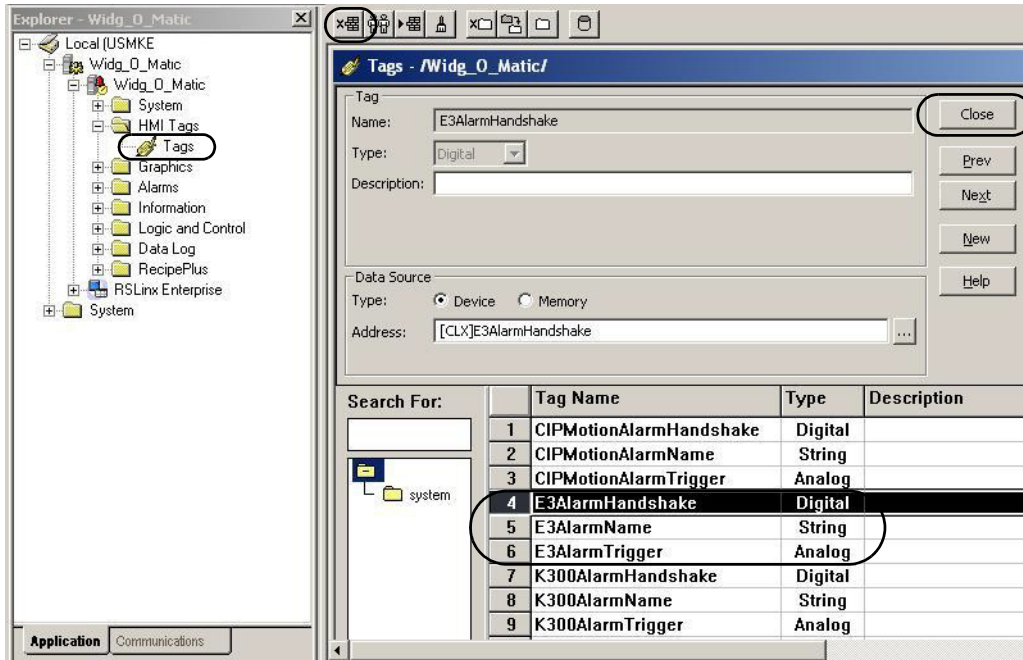 Explorer - Widg_O_Matic
Local (USMKE
Widg_O_Matic
Widg_O_Matic
System
HMI Tags
Tags
Graphics
Alarms
Information
Logic and Control
Data Log
RecipePlus
RSLinx Enterprise
System
Application Communications
Tags - /Widg_O_Matic/
Tag
Name: E3AlarmHandshake
Type: Digital
Description:
Close
Prev
Next
New
Help
Data Source
Type: Device Memory
Address: [CLX]E3AlarmHandshake ...
Search For:
system
Tag Name Type Description
1 CIPMotionAlarmHandshake Digital
2 CIPMotionAlarmName String
3 CIPMotionAlarmTrigger Analog
4 E3AlarmHandshake Digital
5 E3AlarmName String
6 E3AlarmTrigger Analog
7 K300AlarmHandshake Digital
8 K300AlarmName String
9 K300AlarmTrigger Analog